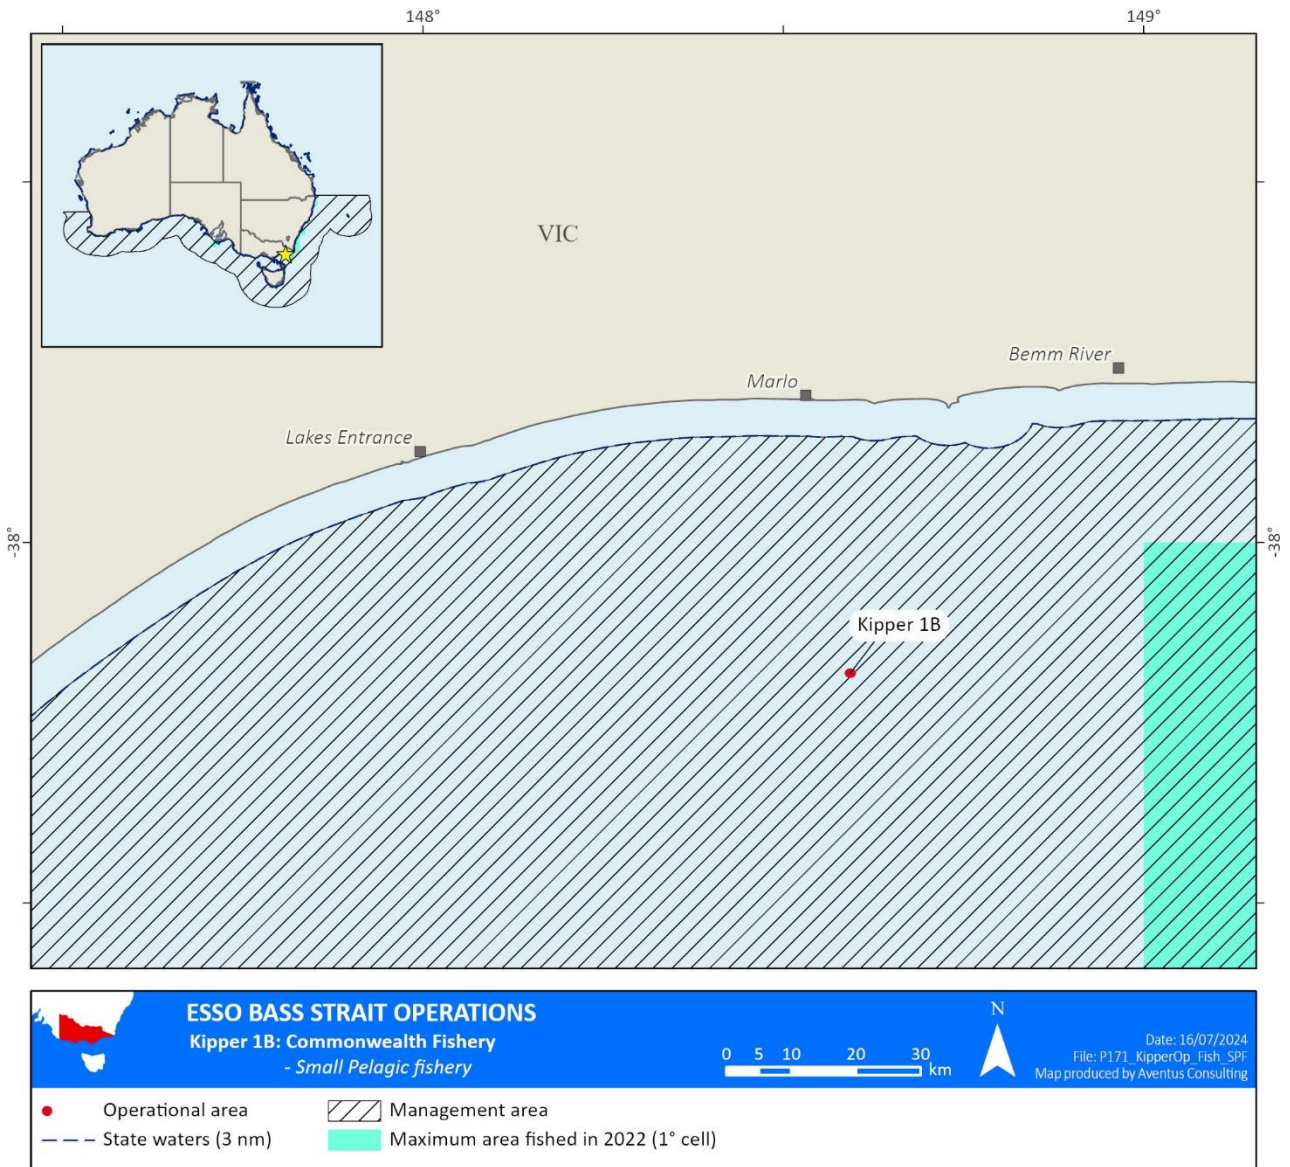 148°
149°
VIC
Bemm River
Marlo
Lakes Entrance
-38°
-38°
Kipper 1B
ESSO BASS STRAIT OPERATIONS
Kipper 1B: Commonwealth Fishery
- Small Pelagic fishery
0 5 10 20 30
km
N
Date: 16/07/2024
File: P171_KipperOp_Fish_SPF
Map produced by Aventus Consulting
Operational area
Management area
State waters (3 nm)
Maximum area fished in 2022 (1° cell)